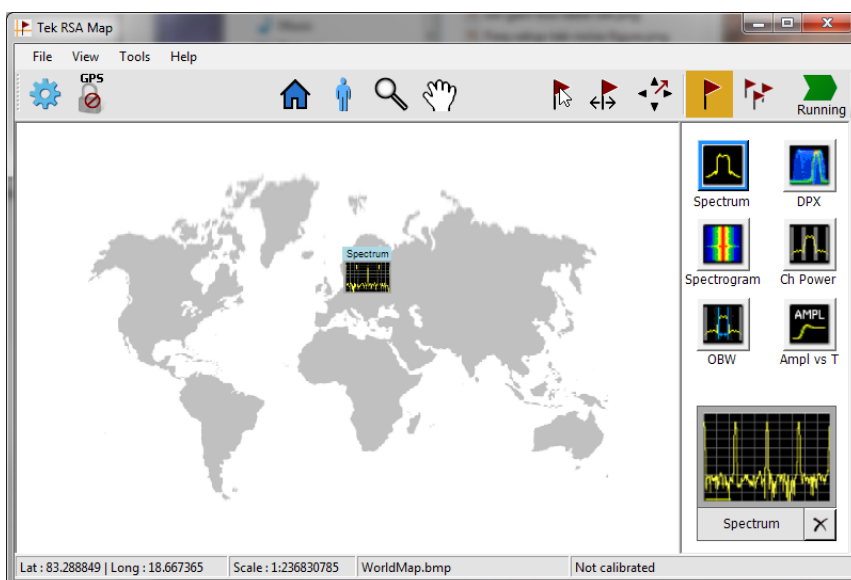 Tek RSA Map
File View Tools Help
GPS
Running
Spectrum
Spectrum DPX
Spectrogram Ch Power
AMPL
OBW Ampl vs T
Spectrum
Lat : 83.288849 | Long : 18.667365 Scale : 1:236830785 WorldMap.bmp Not calibrated